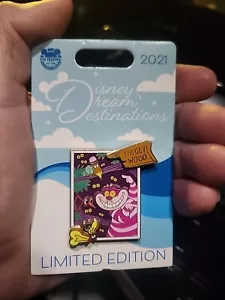 2021
Disney
Dream
Destinations
TULGEY
WOOD
LIMITED EDITION